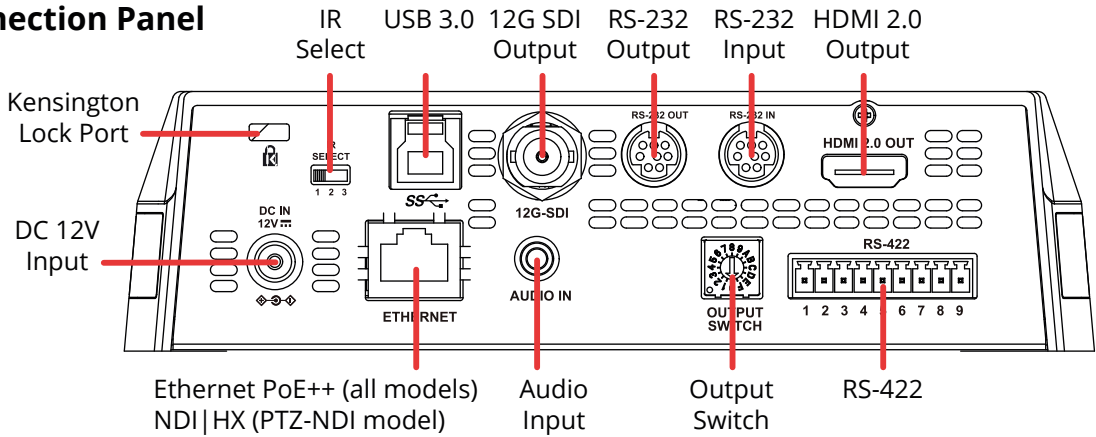 nection Panel
IR
Select
USB 3.0
12G SDI
Output
RS-232
Output
RS-232
Input
HDMI 2.0
Output
Kensington
Lock Port
DC 12V
Input
SELECT
1 2 3
DC IN
12V
SS
12G-SDI
RS-232 OUT
RS-232 IN
HDMI 2.0 OUT
ETHERNET
AUDIO IN
OUTPUT
SWITCH
RS-422
1 2 3 4 5 6 7 8 9
Ethernet PoE++ (all models)
NDI|HX (PTZ-NDI model)
Audio
Input
Output
Switch
RS-422